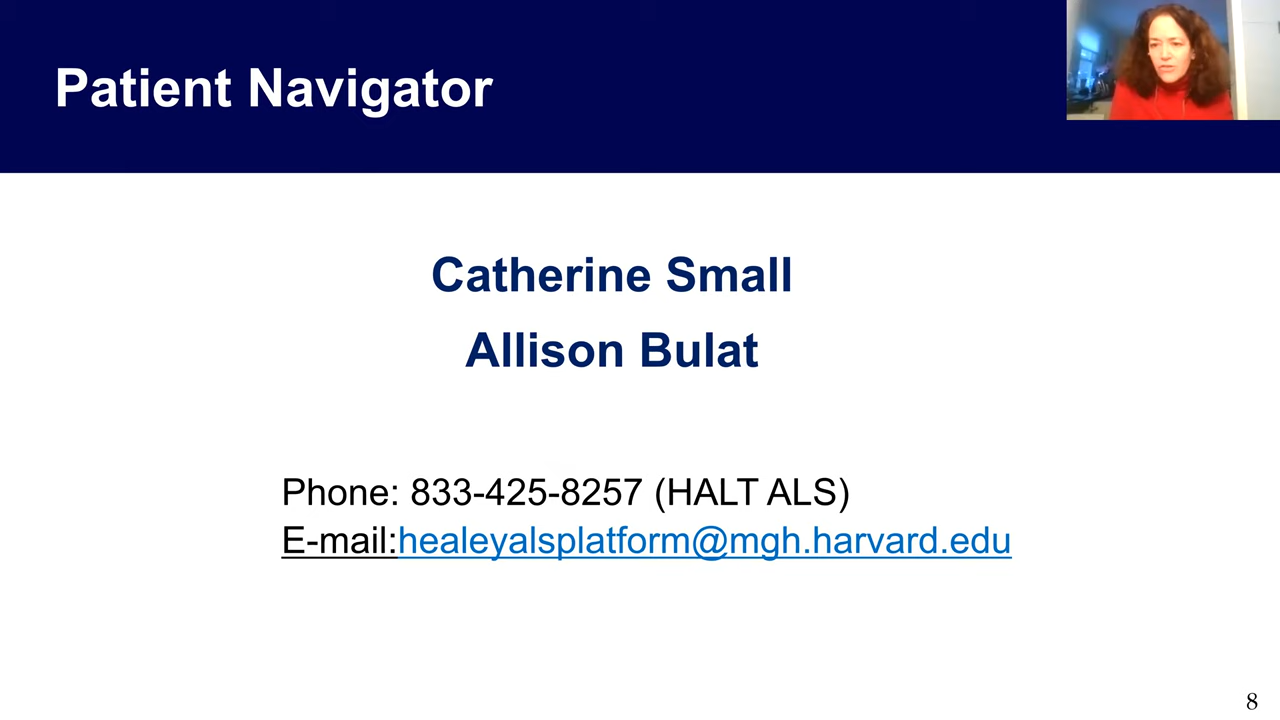 Patient Navigator
Catherine Small
Allison Bulat
Phone: 833-425-8257 (HALT ALS)
E-mail:healeyalsplatform@mgh.harvard.edu
8